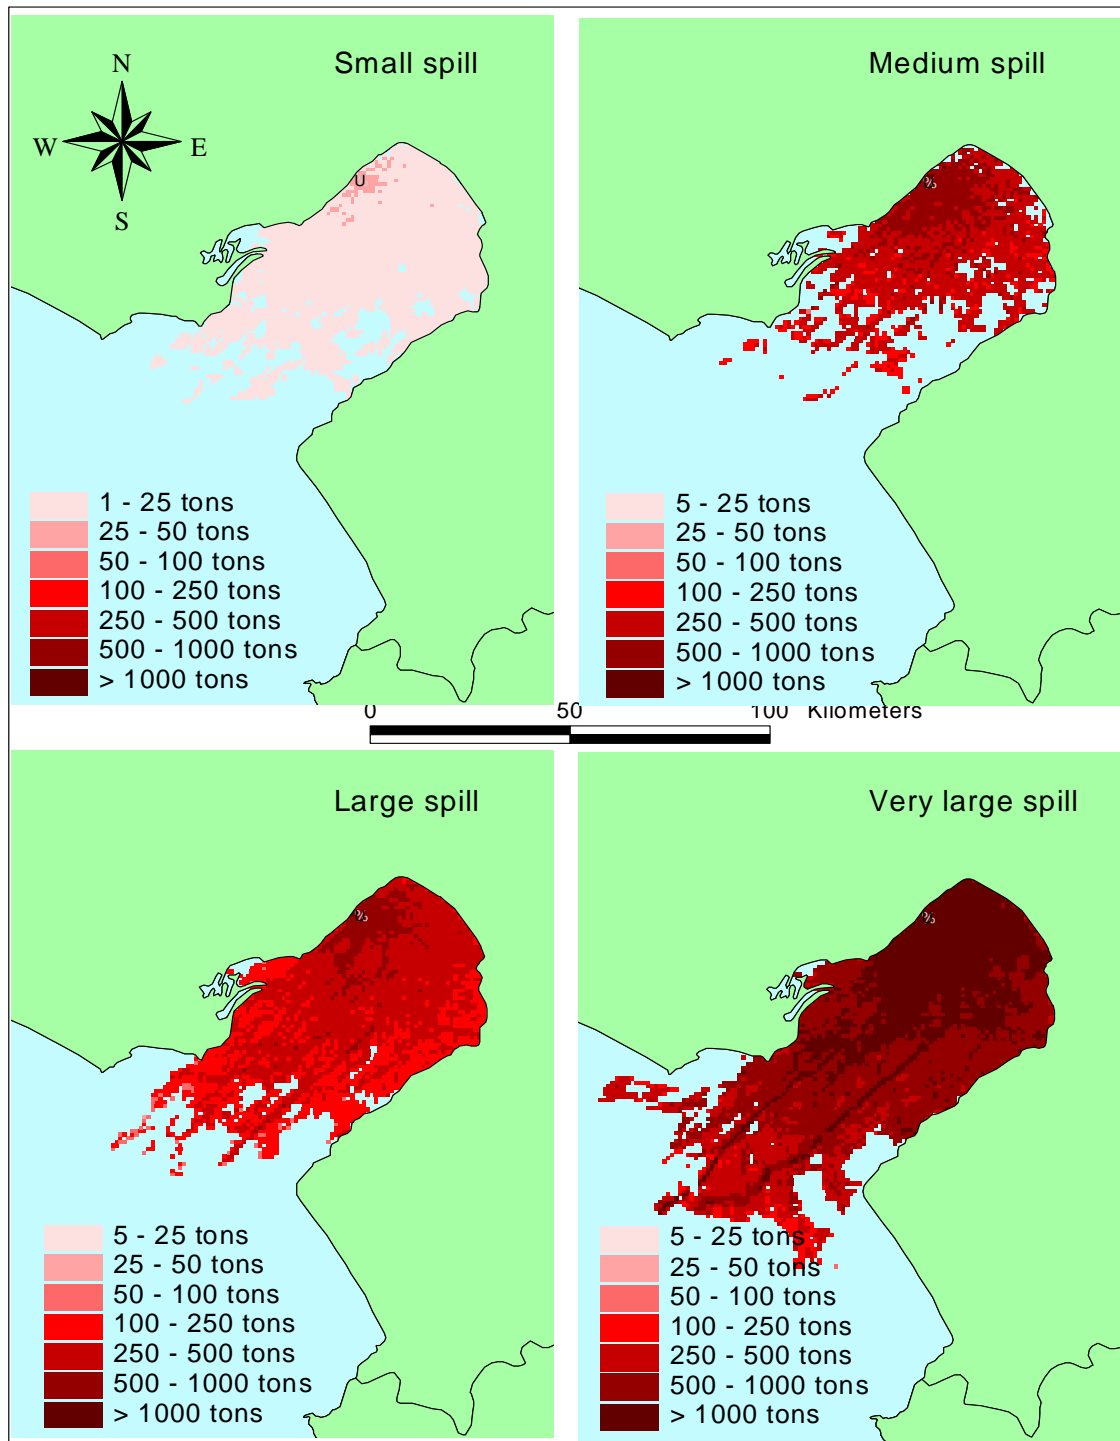 Small spill
Medium spill
N
W E
S
U
1 - 25 tons
25 - 50 tons
50 - 100 tons
100 - 250 tons
250 - 500 tons
500 - 1000 tons
> 1000 tons
5 - 25 tons
25 - 50 tons
50 - 100 tons
100 - 250 tons
250 - 500 tons
500 - 1000 tons
> 1000 tons
0 50 100 Kilometers
Large spill
Very large spill
5 - 25 tons
25 - 50 tons
50 - 100 tons
100 - 250 tons
250 - 500 tons
500 - 1000 tons
> 1000 tons
5 - 25 tons
25 - 50 tons
50 - 100 tons
100 - 250 tons
250 - 500 tons
500 - 1000 tons
> 1000 tons